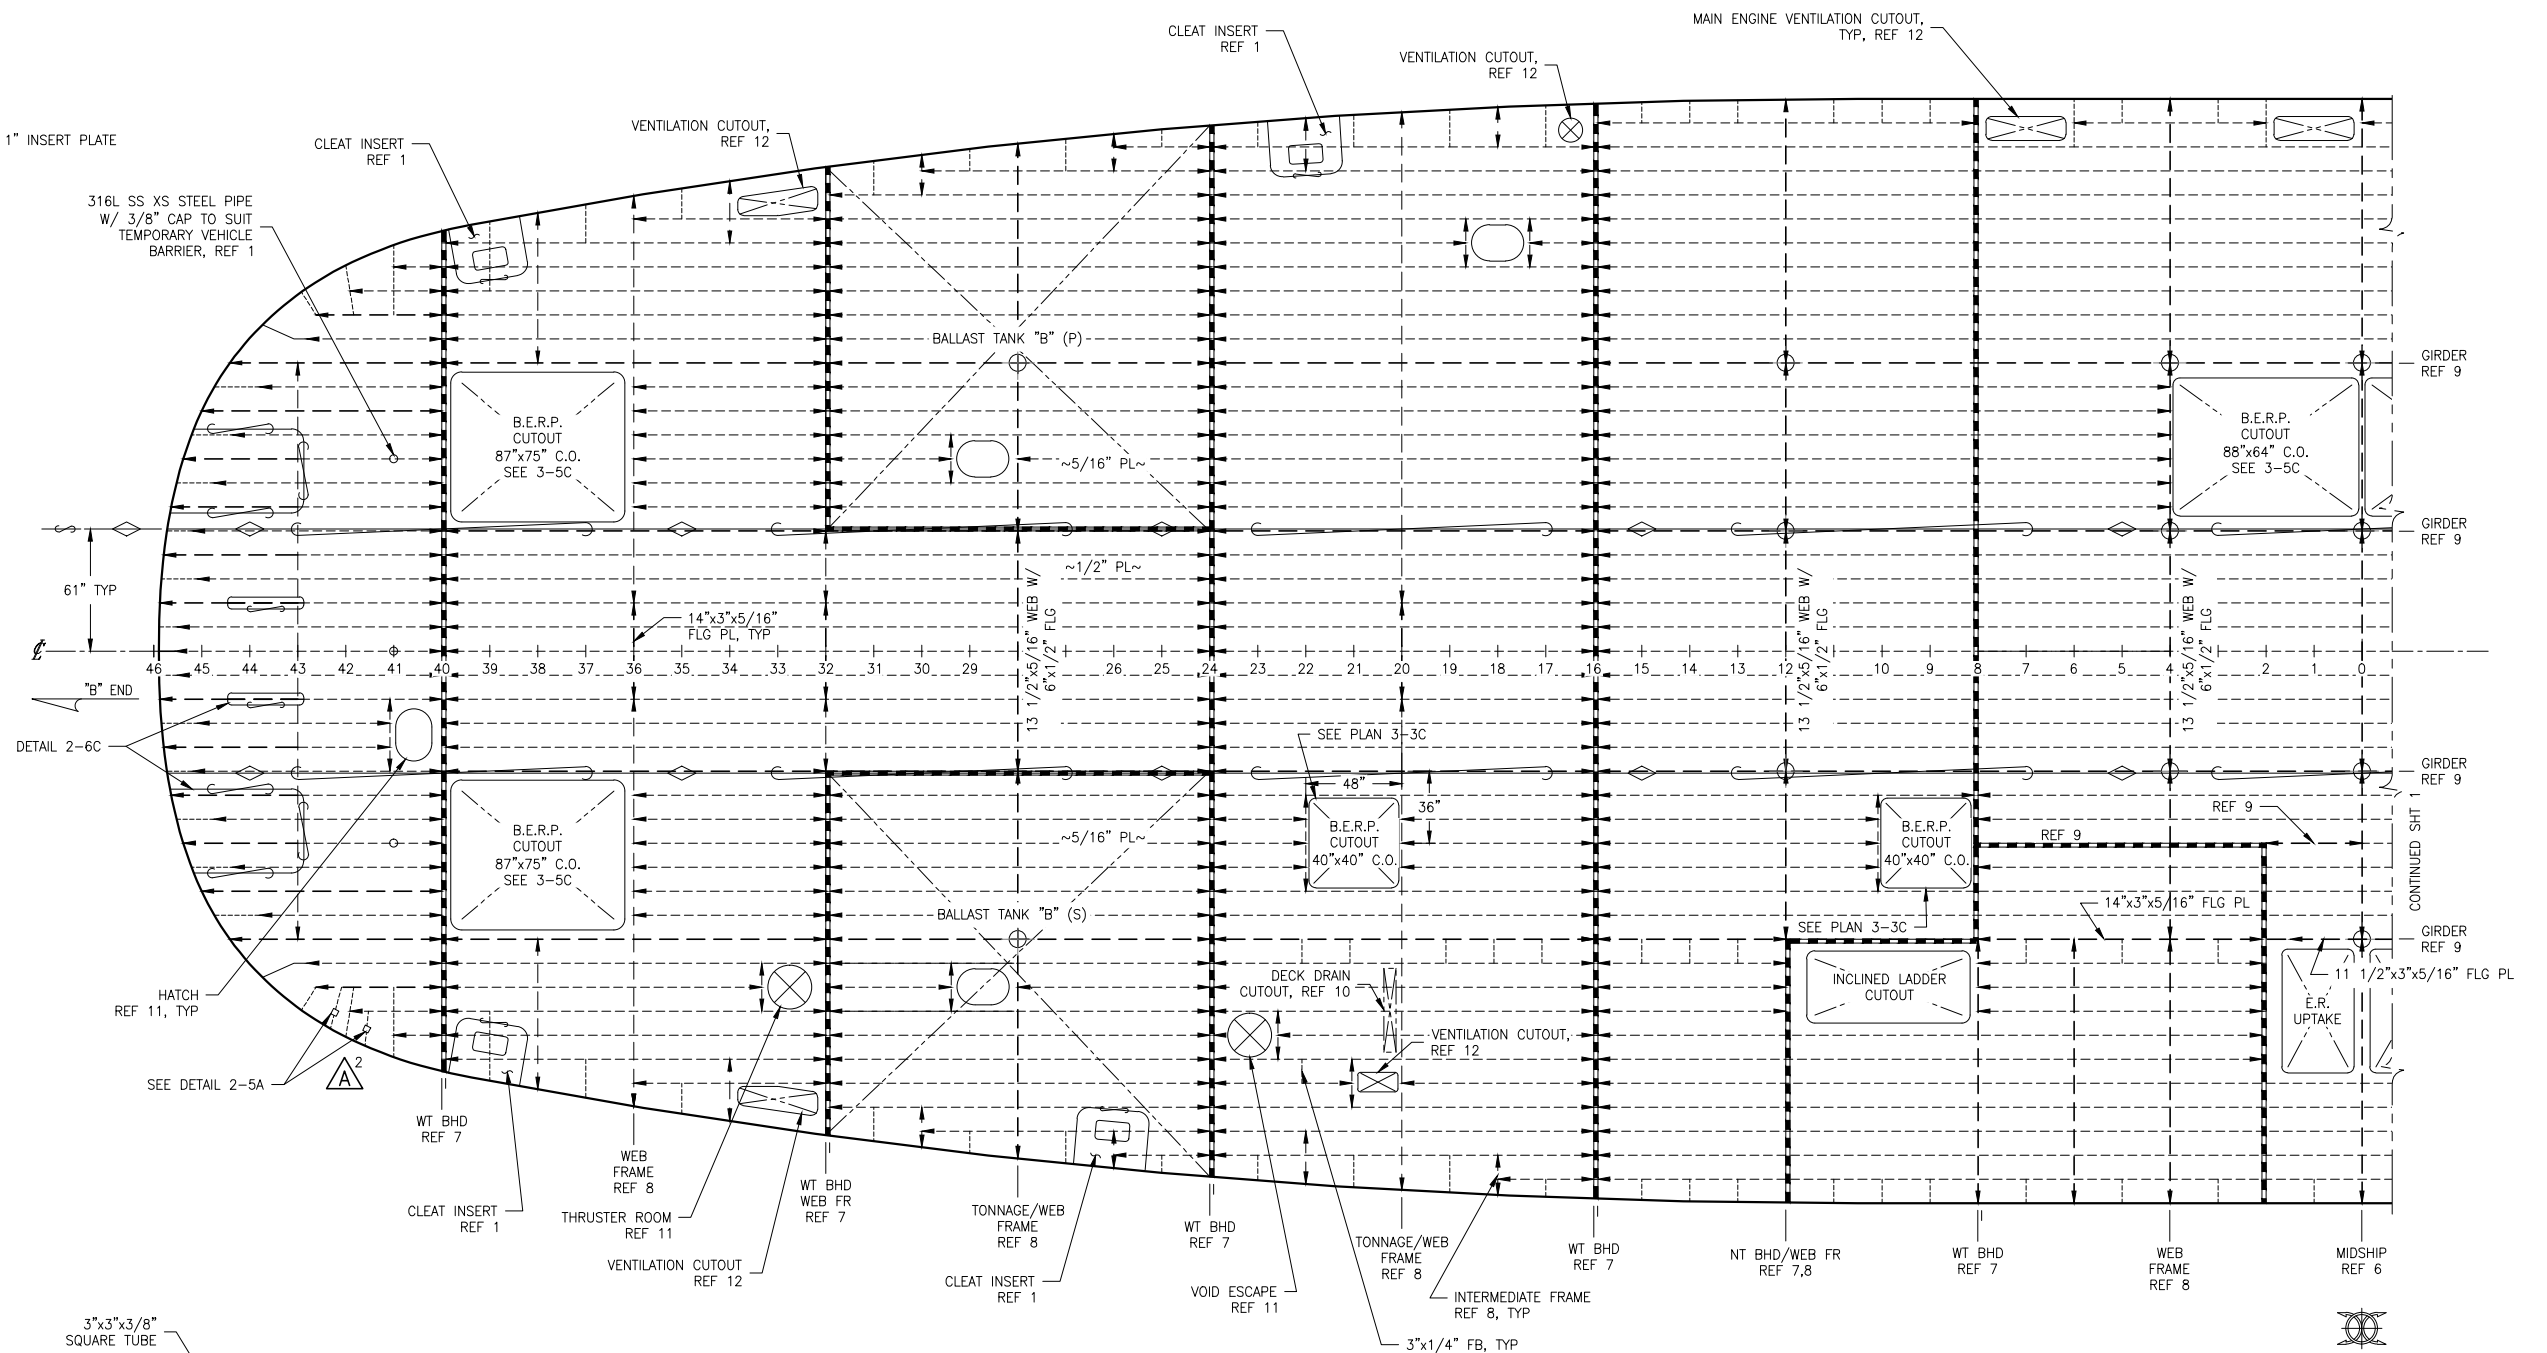 MAIN ENGINE VENTILATION CUTOUT,
TYP, REF 12
CLEAT INSERT
REF 1
VENTILATION CUTOUT,
REF 12
1" INSERT PLATE
CLEAT INSERT
REF 1
VENTILATION CUTOUT,
REF 12
316L SS XS STEEL PIPE
W/ 3/8" CAP TO SUIT
TEMPORARY VEHICLE
BARRIER, REF 1
BALLAST TANK "B" (P)
GIRDER
REF 9
B.E.R.P.
CUTOUT
87"x75" C.O.
SEE 3-5C
~5/16" PL~
B.E.R.P.
CUTOUT
88"x64" C.O.
SEE 3-5C
GIRDER
REF 9
61" TYP
~1/2" PL~
14"x3"x5/16"
FLG PL, TYP
13 1/2"x5/16" WEB W/
6"x1/2" FLG
13 1/2"x5/16" WEB W/
6"x1/2" FLG
13 1/2"x5/16" WEB W/
6"x1/2" FLG
℄
46 45 44 43 42 41 40 39 38 37 36 35 34 33 32 31 30 29 26 25 24 23 22 21 20 19 18 17 16 15 14 13 12 10 9 8 7 6 5 4 2 1 0
"B" END
DETAIL 2-6C
SEE PLAN 3-3C
48"
36"
GIRDER
REF 9
REF 9
REF 9
CONTINUED SHT 1
B.E.R.P.
CUTOUT
87"x75" C.O.
SEE 3-5C
~5/16" PL~
B.E.R.P.
CUTOUT
40"x40" C.O.
B.E.R.P.
CUTOUT
40"x40" C.O.
BALLAST TANK "B" (S)
14"x3"x5/16" FLG PL
SEE PLAN 3-3C
GIRDER
REF 9
11 1/2"x3"x5/16" FLG PL
HATCH
REF 11, TYP
DECK DRAIN
CUTOUT, REF 10
INCLINED LADDER
CUTOUT
E.R.
UPTAKE
VENTILATION CUTOUT,
REF 12
SEE DETAIL 2-5A
A 2
WT BHD
REF 7
WEB
FRAME
REF 8
WT BHD
WEB FR
REF 7
CLEAT INSERT
REF 1
THRUSTER ROOM
REF 11
TONNAGE/WEB
FRAME
REF 8
WT BHD
REF 7
TONNAGE/WEB
FRAME
REF 8
WT BHD
REF 7
NT BHD/WEB FR
REF 7,8
WT BHD
REF 7
WEB
FRAME
REF 8
MIDSHIP
REF 6
VENTILATION CUTOUT
REF 12
CLEAT INSERT
REF 1
VOID ESCAPE
REF 11
INTERMEDIATE FRAME
REF 8, TYP
3"x1/4" FB, TYP
3"x3"x3/8"
SQUARE TUBE